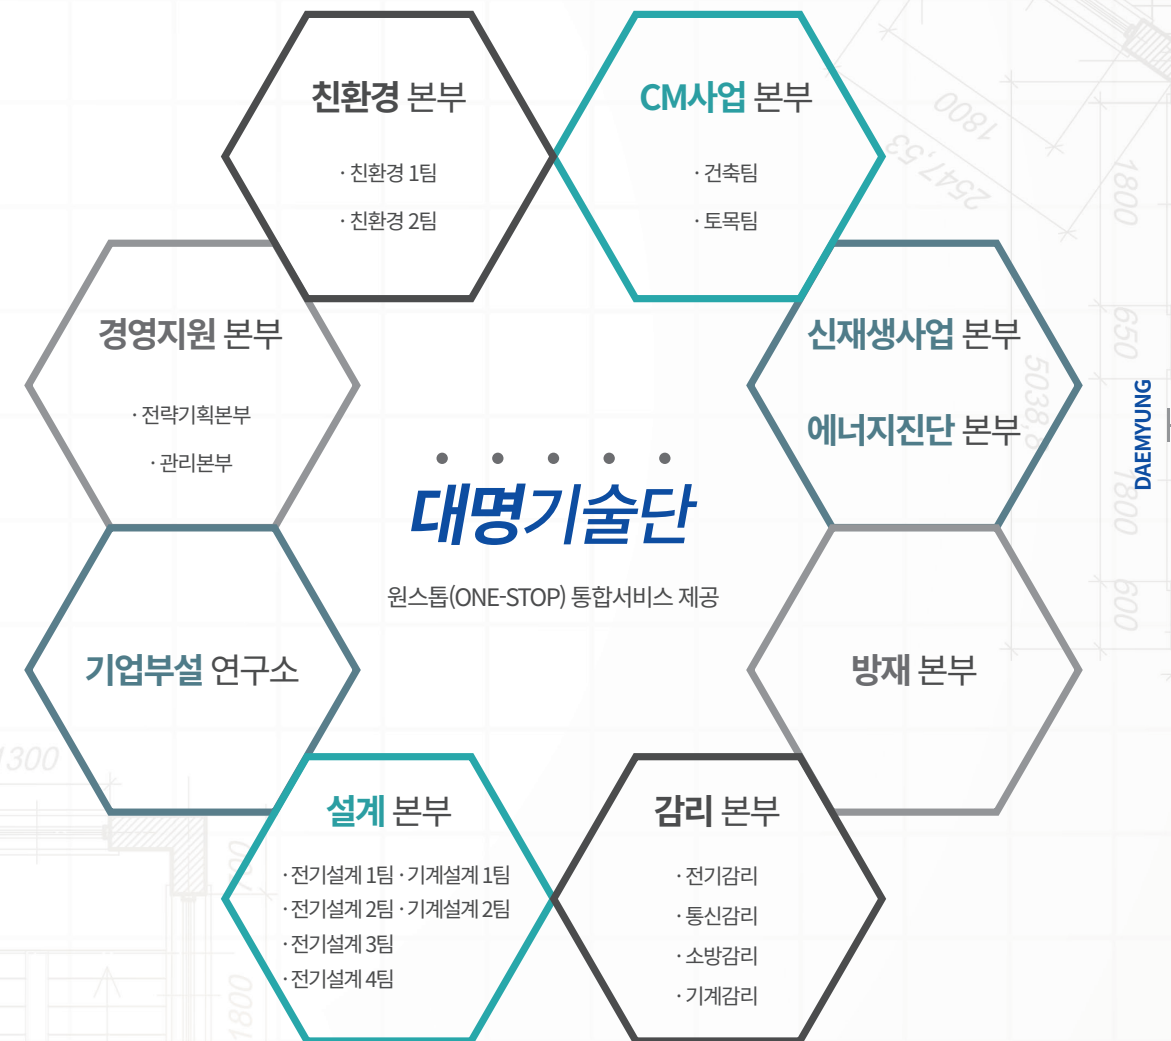 친환경 본부
· 친환경 1팀
· 친환경 2팀
CM사업 본부
· 건축팀
· 토목팀
경영지원 본부
· 전략기획본부
· 관리본부
신재생사업 본부
에너지진단 본부
대명기술단
원스톱(ONE-STOP) 통합서비스 제공
DAEMYUNG
기업부설 연구소
방재 본부
설계 본부
· 전기설계 1팀 · 기계설계 1팀
· 전기설계 2팀 · 기계설계 2팀
· 전기설계 3팀
· 전기설계 4팀
감리 본부
· 전기감리
· 통신감리
· 소방감리
· 기계감리
1800
2547,53
1800
650
1800
600
1300
1800